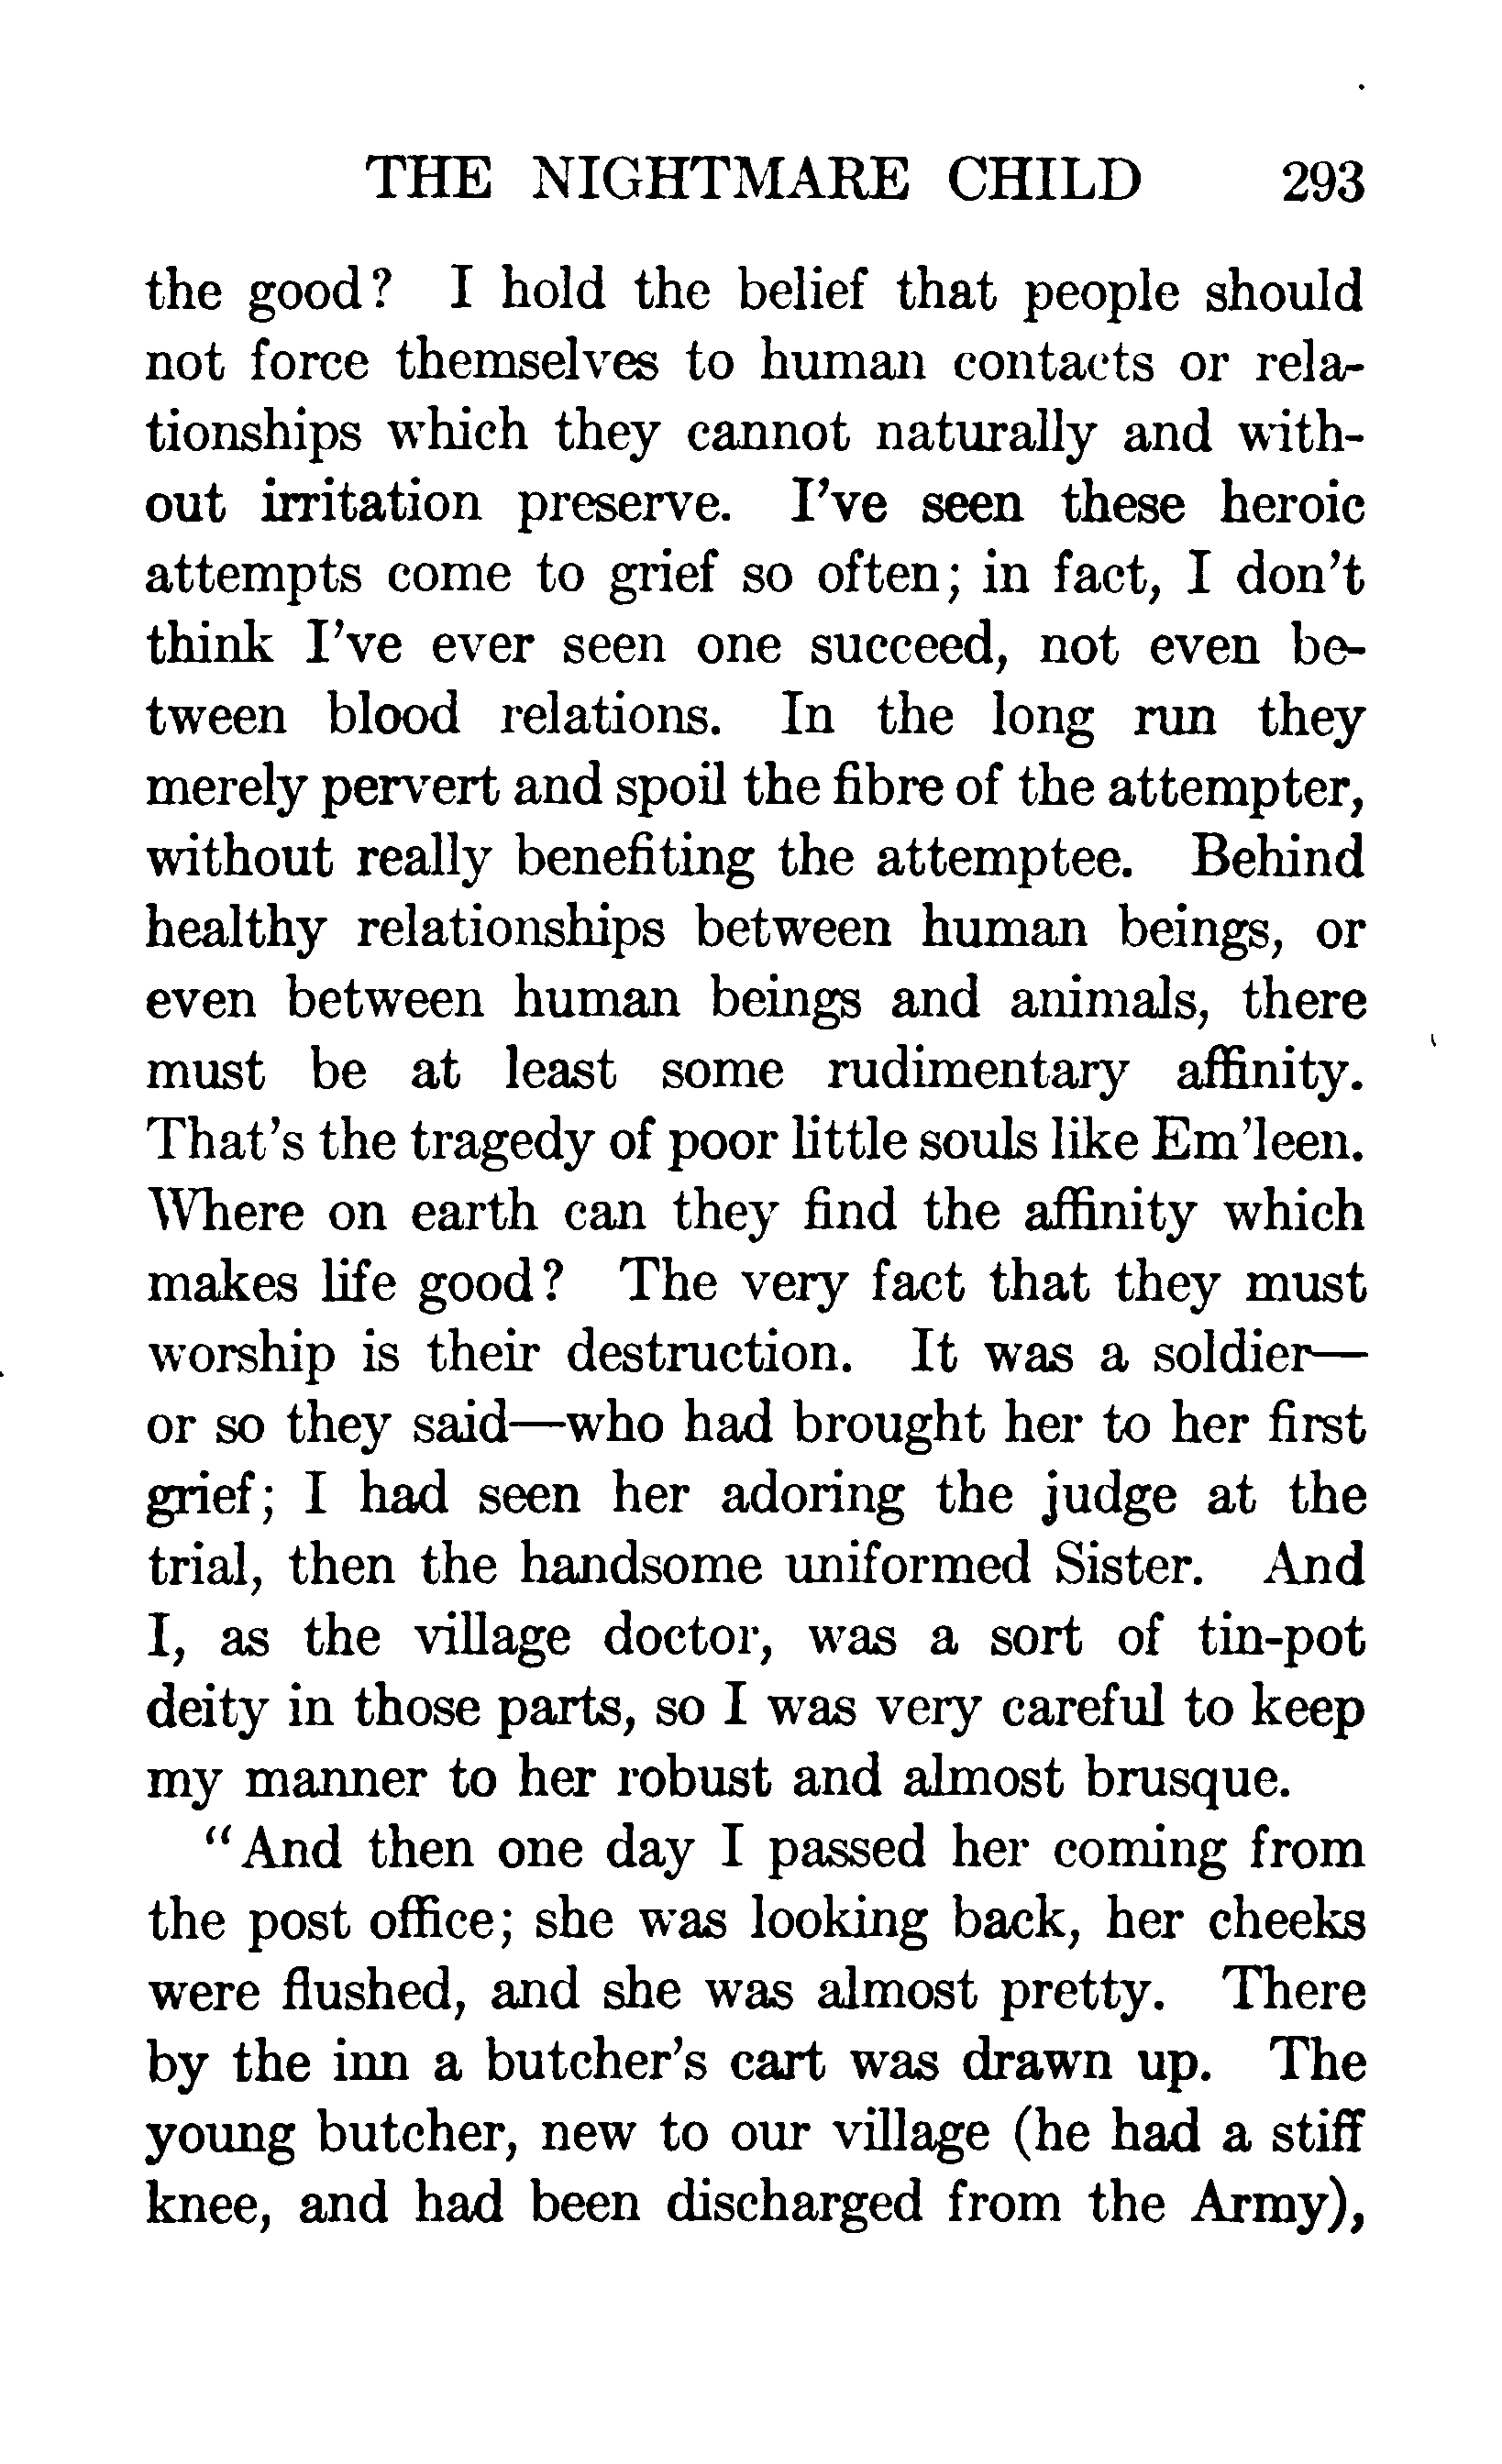 THE NIGHTMARE CHILD 293
the good? I hold the belief that people should
not force themselves to human contacts or rela-
tionships which they cannot naturally and with-
out irritation preserve. I've seen these heroic
attempts come to grief so often; in fact, I don't
think I've ever seen one succeed, not even be-
tween blood relations. In the long run they
merely pervert and spoil the fibre of the attempter,
without really benefiting the attemptee. Behind
healthy relationships between human beings, or
even between human beings and animals, there
must be at least some rudimentary affinity.
That's the tragedy of poor little souls like Em'leen.
Where on earth can they find the affinity which
makes life good? The very fact that they must
worship is their destruction. It was a soldier—
or so they said—who had brought her to her first
grief; I had seen her adoring the judge at the
trial, then the handsome uniformed Sister. And
I, as the village doctor, was a sort of tin-pot
deity in those parts, so I was very careful to keep
my manner to her robust and almost brusque.
"And then one day I passed her coming from
the post office; she was looking back, her cheeks
were flushed, and she was almost pretty. There
by the inn a butcher's cart was drawn up. The
young butcher, new to our village (he had a stiff
knee, and had been discharged from the Army),